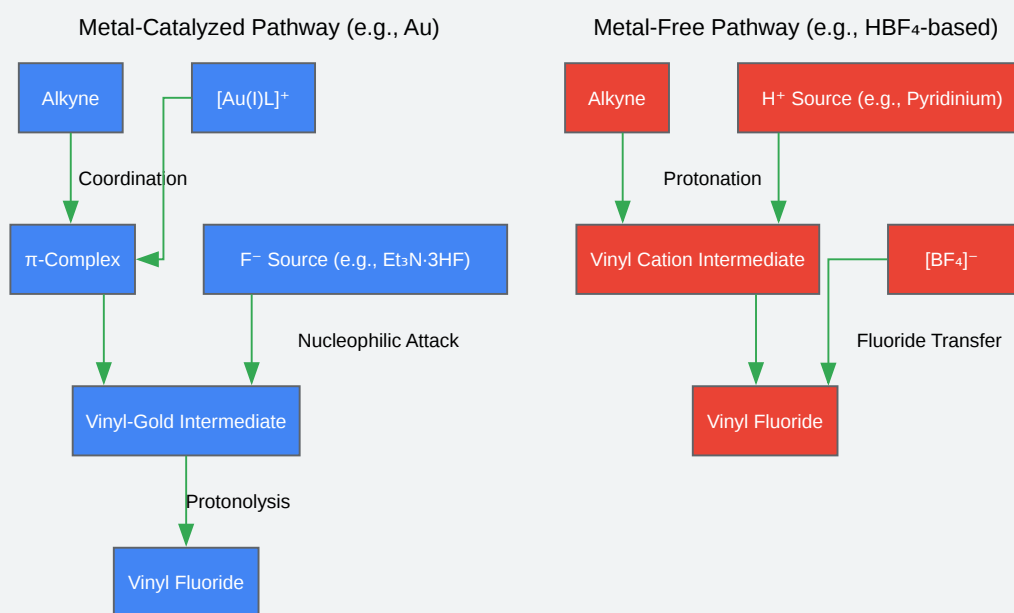 Metal-Catalyzed Pathway (e.g., Au)
Alkyne
[Au(I)L]⁺
Coordination
π-Complex
F⁻ Source (e.g., Et₃N·3HF)
Nucleophilic Attack
Vinyl-Gold Intermediate
Protonolysis
Vinyl Fluoride
Metal-Free Pathway (e.g., HBF₄-based)
Alkyne
H⁺ Source (e.g., Pyridinium)
Protonation
Vinyl Cation Intermediate
[BF₄]⁻
Fluoride Transfer
Vinyl Fluoride